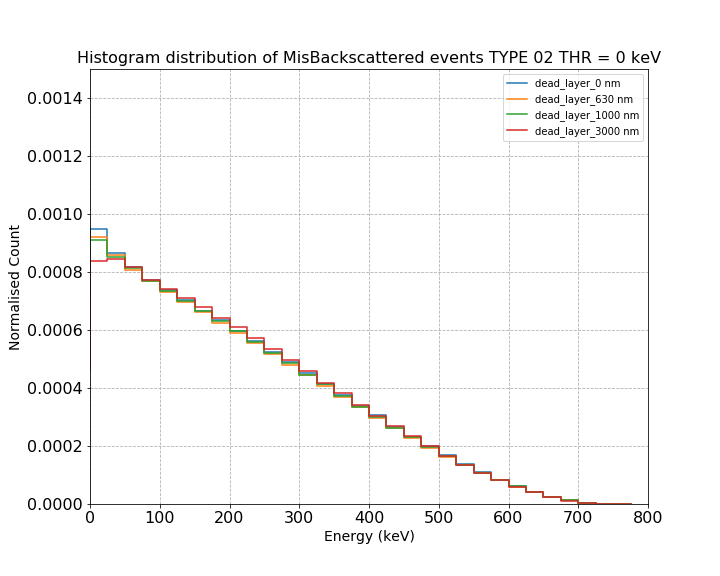 Histogram distribution of MisBackscattered events TYPE 02 THR = 0 keV
dead_layer_0 nm
dead_layer_630 nm
dead_layer_1000 nm
dead_layer_3000 nm
Normalised Count
0.0014
0.0012
0.0010
0.0008
0.0006
0.0004
0.0002
0.0000
0 100 200 300 400 500 600 700 800
Energy (keV)